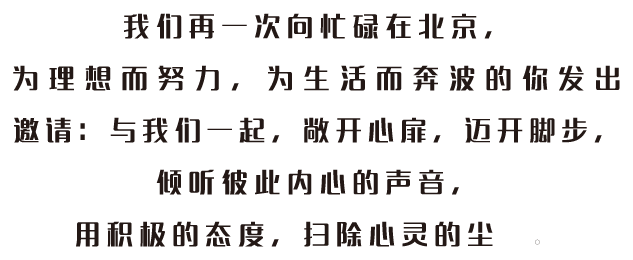 我们再一次向忙碌在北京，
为理想而努力，为生活而奔波的你发出
邀请：与我们一起，敞开心扉，迈开脚步，
倾听彼此内心的声音，
用积极的态度，扫除心灵的尘 。